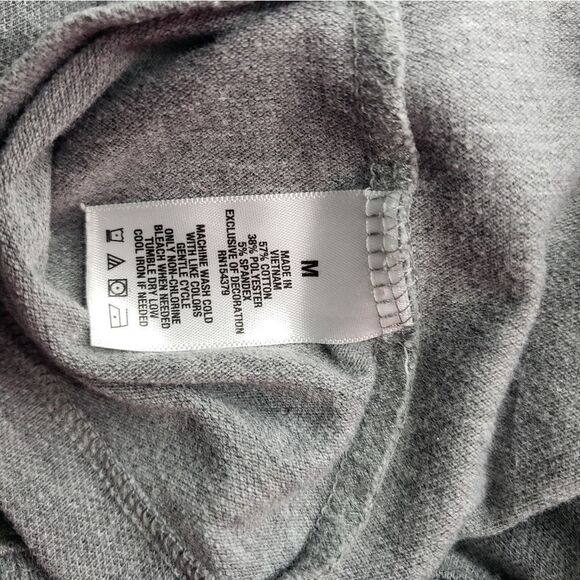 M
MADE IN
VIETNAM
57% COTTON
38% POLYESTER
5% SPANDEX
EXCLUSIVE OF DECORATION
RN154379
MACHINE WASH COLD
WITH LIKE COLORS
GENTLE CYCLE
ONLY NON-CHLORINE
BLEACH WHEN NEEDED
TUMBLE DRY LOW
COOL IRON IF NEEDED